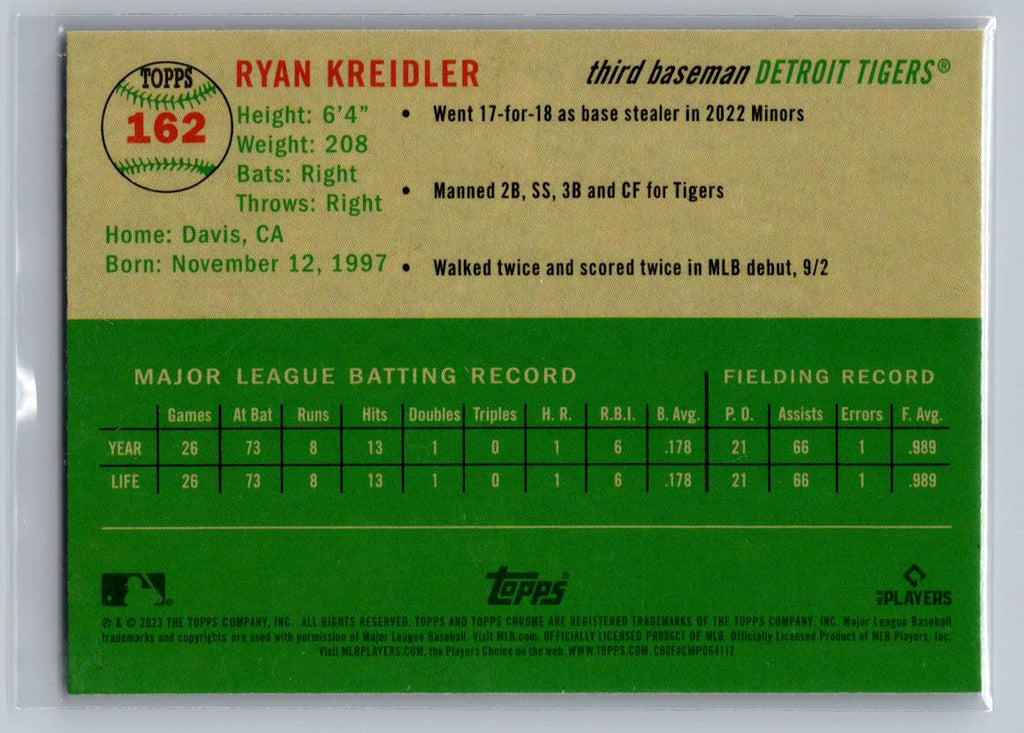 TOPPS
162
RYAN KREIDLER
third baseman DETROIT TIGERS®
Height: 6'4"
Weight: 208
Bats: Right
Throws: Right
Home: Davis, CA
Born: November 12, 1997
• Went 17-for-18 as base stealer in 2022 Minors
• Manned 2B, SS, 3B and CF for Tigers
• Walked twice and scored twice in MLB debut, 9/2
MAJOR LEAGUE BATTING RECORD FIELDING RECORD
Games At Bat Runs Hits Doubles Triples H. R. R.B.I. B. Avg. P. O. Assists Errors F. Avg.
YEAR 26 73 8 13 1 0 1 6 .178 21 66 1 .989
LIFE 26 73 8 13 1 0 1 6 .178 21 66 1 .989
topps
MLB PLAYERS
® & © 2023 THE TOPPS COMPANY, INC. ALL RIGHTS RESERVED. TOPPS AND TOPPS CHROME ARE REGISTERED TRADEMARKS OF THE TOPPS COMPANY, INC. Major League Baseball
trademarks and copyrights are used with permission of Major League Baseball. Visit MLB.com. OFFICIALLY LICENSED PRODUCT OF MLB. Officially Licensed Product of MLB Players, Inc.
Visit MLBPLAYERS.com, the Players Choice on the web. WWW.TOPPS.COM. CODE#CMP064112